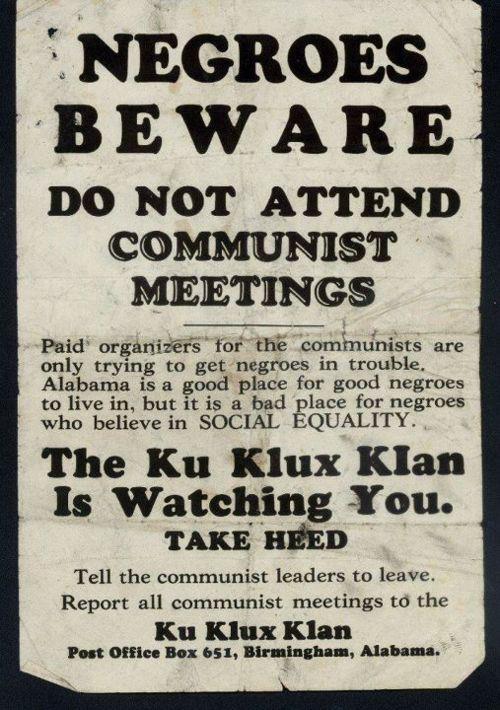 NEGROES
BEWARE
DO NOT ATTEND
COMMUNIST
MEETINGS
Paid organizers for the communists are
only trying to get negroes in trouble.
Alabama is a good place for good negroes
to live in, but it is a bad place for negroes
who believe in SOCIAL EQUALITY.
The Ku Klux Klan
Is Watching You.
TAKE HEED
Tell the communist leaders to leave.
Report all communist meetings to the
Ku Klux Klan
Post Office Box 651, Birmingham, Alabama.